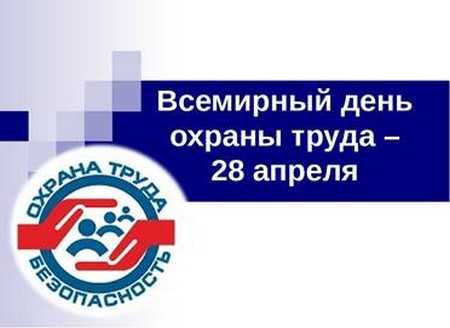 Всемирный день
охраны труда –
28 апреля
ОХРАНА ТРУДА
БЕЗОПАСНОСТЬ